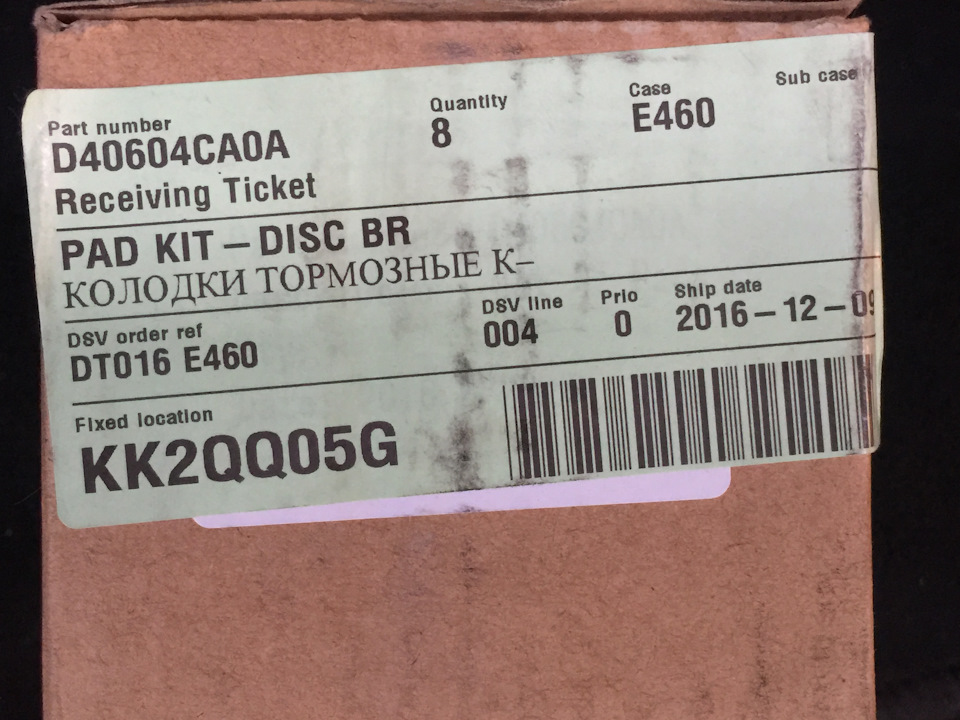 Part number Quantity Case Sub case
D40604CA0A 8 E460
Receiving Ticket
PAD KIT – DISC BR
КОЛОДКИ ТОРМОЗНЫЕ К–
DSV order ref DSV line Prio Ship date
DT016 E460 004 0 2016 – 12 – 09
Fixed location
KK2QQ05G